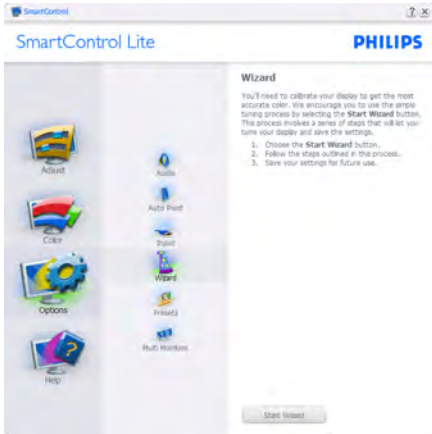 SmartControl
? ×
SmartControl Lite
PHILIPS
Adjust
Color
Options
Help
Audio
Auto Pivot
Input
Wizard
Presets
Multi Monitors
Wizard
You'll need to calibrate your display to get the most
accurate color. We encourage you to use the simple
tuning process by selecting the Start Wizard button.
This process involves a series of steps that will let you
tune your display and save the settings.
1. Choose the Start Wizard button.
2. Follow the steps outlined in the process.
3. Save your settings for future use.
Start Wizard